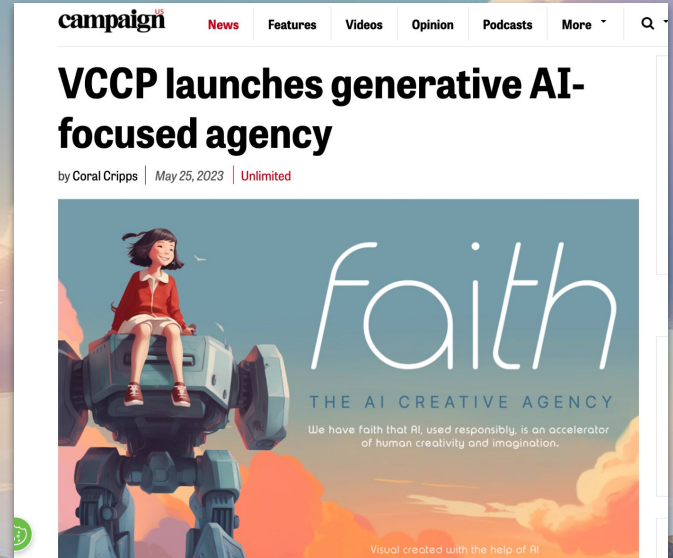 campaign US
News Features Videos Opinion Podcasts More
VCCP launches generative AI-
focused agency
by Coral Cripps May 25, 2023 Unlimited
faith
THE AI CREATIVE AGENCY
We have faith that AI, used responsibly, is an accelerator
of human creativity and imagination.
Visual created with the help of AI